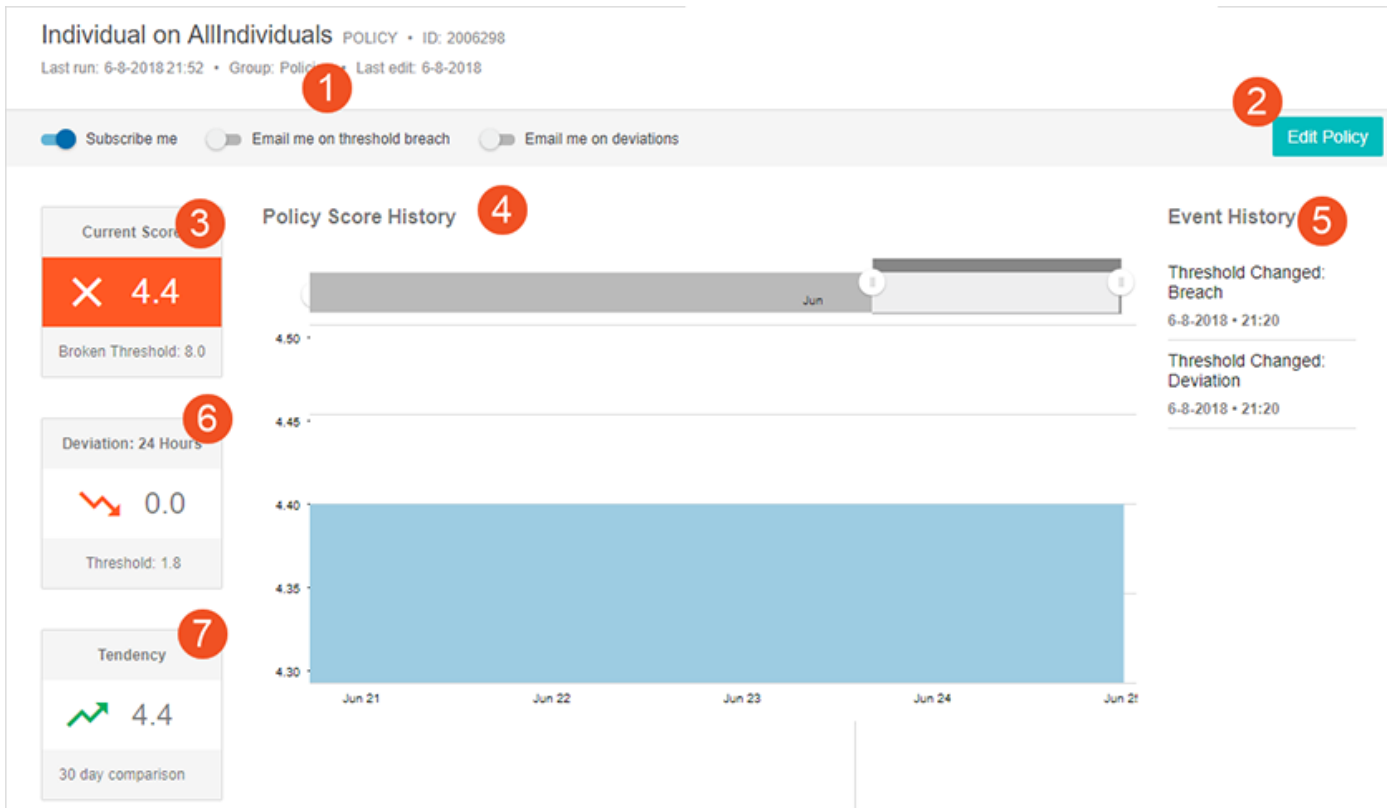 Individual on AllIndividuals POLICY • ID: 2006298
Last run: 6-8-2018 21:52 • Group: • Last edit: 6-8-2018
1
2
Subscribe me Email me on threshold breach Email me on deviations
Edit Policy
3
Current Score
4.4
Broken Threshold: 8.0
Policy Score History
4
Jun
4.50
4.45
4.40
4.35
4.30
Jun 21 Jun 22 Jun 23 Jun 24 Jun 25
Event History
5
Threshold Changed:
Breach
6-8-2018 • 21:20
Threshold Changed:
Deviation
6-8-2018 • 21:20
6
Deviation: 24 Hours
0.0
Threshold: 1.8
7
Tendency
4.4
30 day comparison